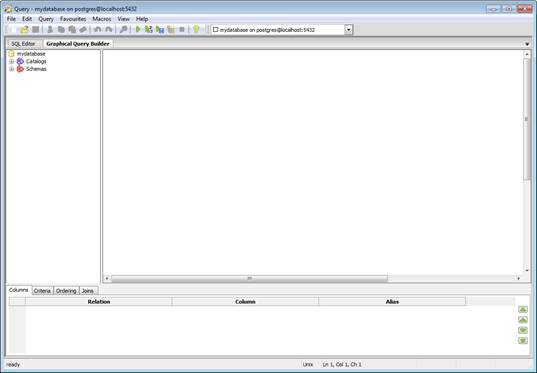 Query - mydatabase on postgres@localhost:5432
File Edit Query Favourites Macros View Help
mydatabase on postgres@localhost:5432
SQL Editor Graphical Query Builder
mydatabase
Catalogs
Schemas
Columns Criteria Ordering Joins
Relation Column Alias
ready Unix Ln 1, Col 1, Ch 1